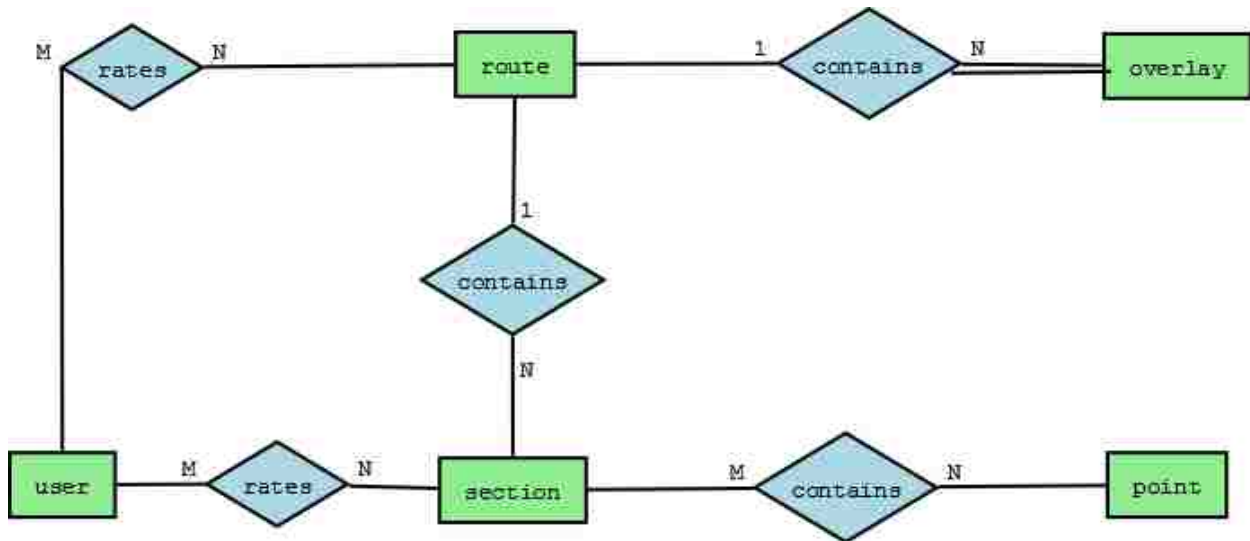 M
rates
N
route
1
contains
N
overlay
1
contains
N
user
M
rates
N
section
M
contains
N
point